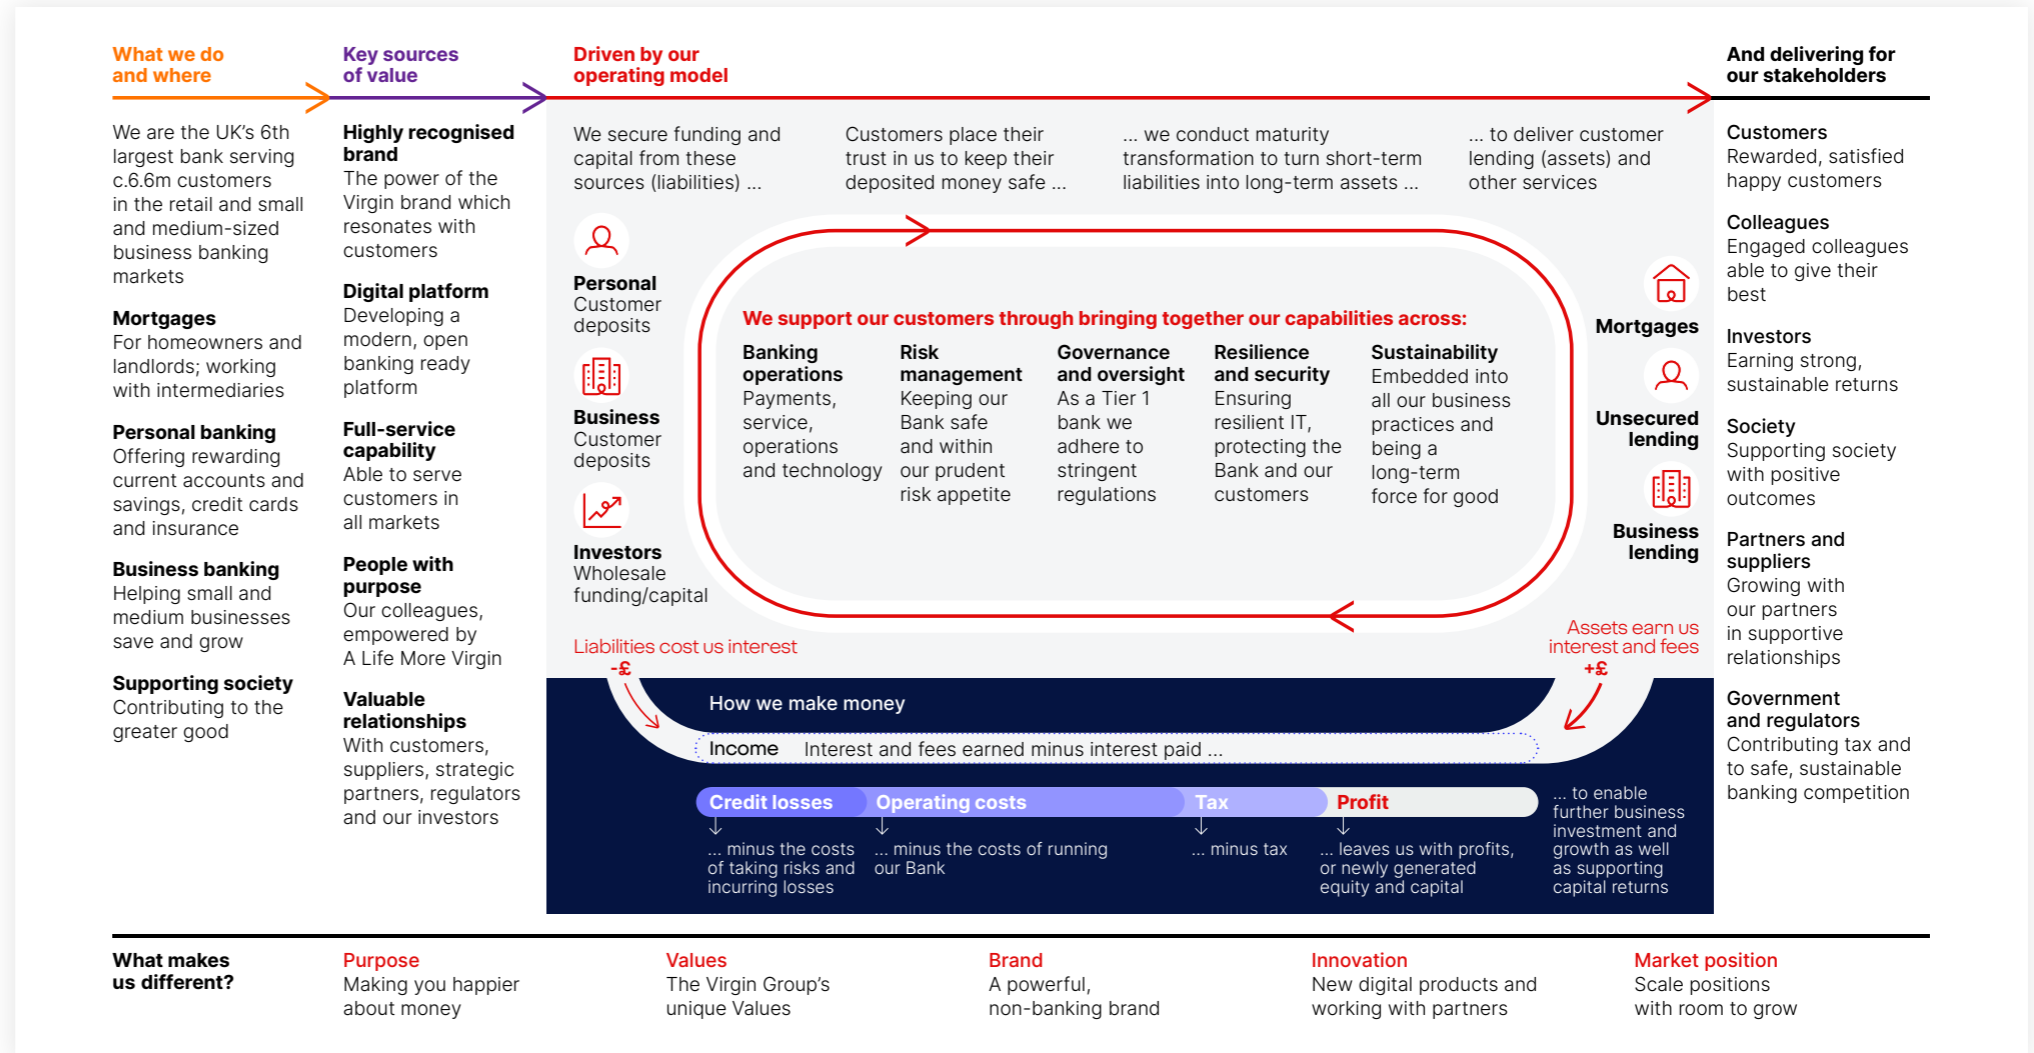 What we do
and where
We are the UK’s 6th
largest bank serving
c.6.6m customers
in the retail and small
and medium-sized
business banking
markets
Mortgages
For homeowners and
landlords; working
with intermediaries
Personal banking
Offering rewarding
current accounts and
savings, credit cards
and insurance
Business banking
Helping small and
medium businesses
save and grow
Supporting society
Contributing to the
greater good
Key sources
of value
Highly recognised
brand
The power of the
Virgin brand which
resonates with
customers
Digital platform
Developing a
modern, open
banking ready
platform
Full-service
capability
Able to serve
customers in
all markets
People with
purpose
Our colleagues,
empowered by
A Life More Virgin
Valuable
relationships
With customers,
suppliers, strategic
partners, regulators
and our investors
Driven by our
operating model
We secure funding and
capital from these
sources (liabilities) ...
Customers place their
trust in us to keep their
deposited money safe ...
... we conduct maturity
transformation to turn short-term
liabilities into long-term assets ...
... to deliver customer
lending (assets) and
other services
Personal
Customer
deposits
Business
Customer
deposits
Investors
Wholesale
funding/capital
We support our customers through bringing together our capabilities across:
Banking
operations
Payments,
service,
operations
and technology
Risk
management
Keeping our
Bank safe
and within
our prudent
risk appetite
Governance
and oversight
As a Tier 1
bank we
adhere to
stringent
regulations
Resilience
and security
Ensuring
resilient IT,
protecting the
Bank and our
customers
Sustainability
Embedded into
all our business
practices and
being a
long-term
force for good
Mortgages
Unsecured
lending
Business
lending
Liabilities cost us interest
-£
Assets earn us
interest and fees
+£
How we make money
Income Interest and fees earned minus interest paid ...
Credit losses
... minus the costs
of taking risks and
incurring losses
Operating costs
... minus the costs of running
our Bank
Tax
... minus tax
Profit
... leaves us with profits,
or newly generated
equity and capital
... to enable
further business
investment and
growth as well
as supporting
capital returns
And delivering for
our stakeholders
Customers
Rewarded, satisfied
happy customers
Colleagues
Engaged colleagues
able to give their
best
Investors
Earning strong,
sustainable returns
Society
Supporting society
with positive
outcomes
Partners and
suppliers
Growing with
our partners
in supportive
relationships
Government
and regulators
Contributing tax and
to safe, sustainable
banking competition
What makes
us different?
Purpose
Making you happier
about money
Values
The Virgin Group’s
unique Values
Brand
A powerful,
non-banking brand
Innovation
New digital products and
working with partners
Market position
Scale positions
with room to grow